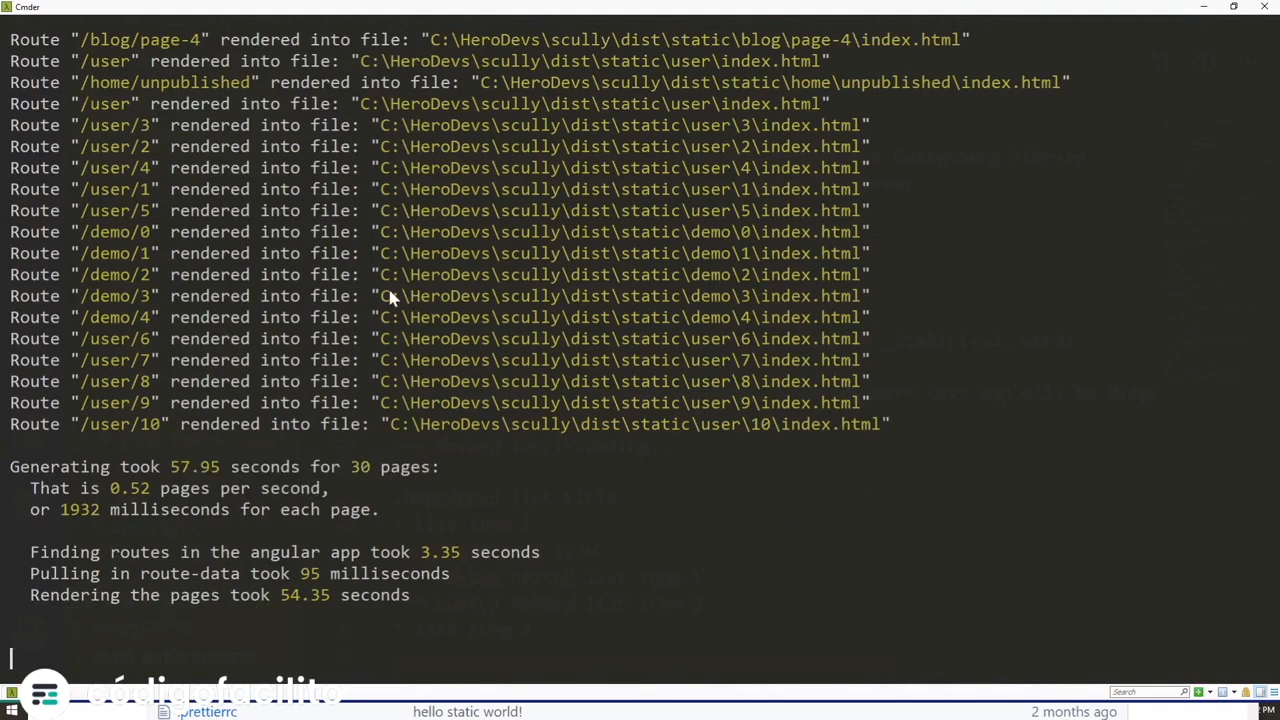 Cmder
Route "/blog/page-4" rendered into file: "C:\HeroDevs\scully\dist\static\blog\page-4\index.html"
Route "/user" rendered into file: "C:\HeroDevs\scully\dist\static\user\index.html"
Route "/home/unpublished" rendered into file: "C:\HeroDevs\scully\dist\static\home\unpublished\index.html"
Route "/user" rendered into file: "C:\HeroDevs\scully\dist\static\user\index.html"
Route "/user/3" rendered into file: "C:\HeroDevs\scully\dist\static\user\3\index.html"
Route "/user/2" rendered into file: "C:\HeroDevs\scully\dist\static\user\2\index.html"
Route "/user/4" rendered into file: "C:\HeroDevs\scully\dist\static\user\4\index.html"
Route "/user/1" rendered into file: "C:\HeroDevs\scully\dist\static\user\1\index.html"
Route "/user/5" rendered into file: "C:\HeroDevs\scully\dist\static\user\5\index.html"
Route "/demo/0" rendered into file: "C:\HeroDevs\scully\dist\static\demo\0\index.html"
Route "/demo/1" rendered into file: "C:\HeroDevs\scully\dist\static\demo\1\index.html"
Route "/demo/2" rendered into file: "C:\HeroDevs\scully\dist\static\demo\2\index.html"
Route "/demo/3" rendered into file: "C:\HeroDevs\scully\dist\static\demo\3\index.html"
Route "/demo/4" rendered into file: "C:\HeroDevs\scully\dist\static\demo\4\index.html"
Route "/user/6" rendered into file: "C:\HeroDevs\scully\dist\static\user\6\index.html"
Route "/user/7" rendered into file: "C:\HeroDevs\scully\dist\static\user\7\index.html"
Route "/user/8" rendered into file: "C:\HeroDevs\scully\dist\static\user\8\index.html"
Route "/user/9" rendered into file: "C:\HeroDevs\scully\dist\static\user\9\index.html"
Route "/user/10" rendered into file: "C:\HeroDevs\scully\dist\static\user\10\index.html"
Generating took 57.95 seconds for 30 pages:
That is 0.52 pages per second,
or 1932 milliseconds for each page.
Finding routes in the angular app took 3.35 seconds
Pulling in route-data took 95 milliseconds
Rendering the pages took 54.35 seconds
códigofacilito
Search
.prettierrc hello static world! 2 months ago